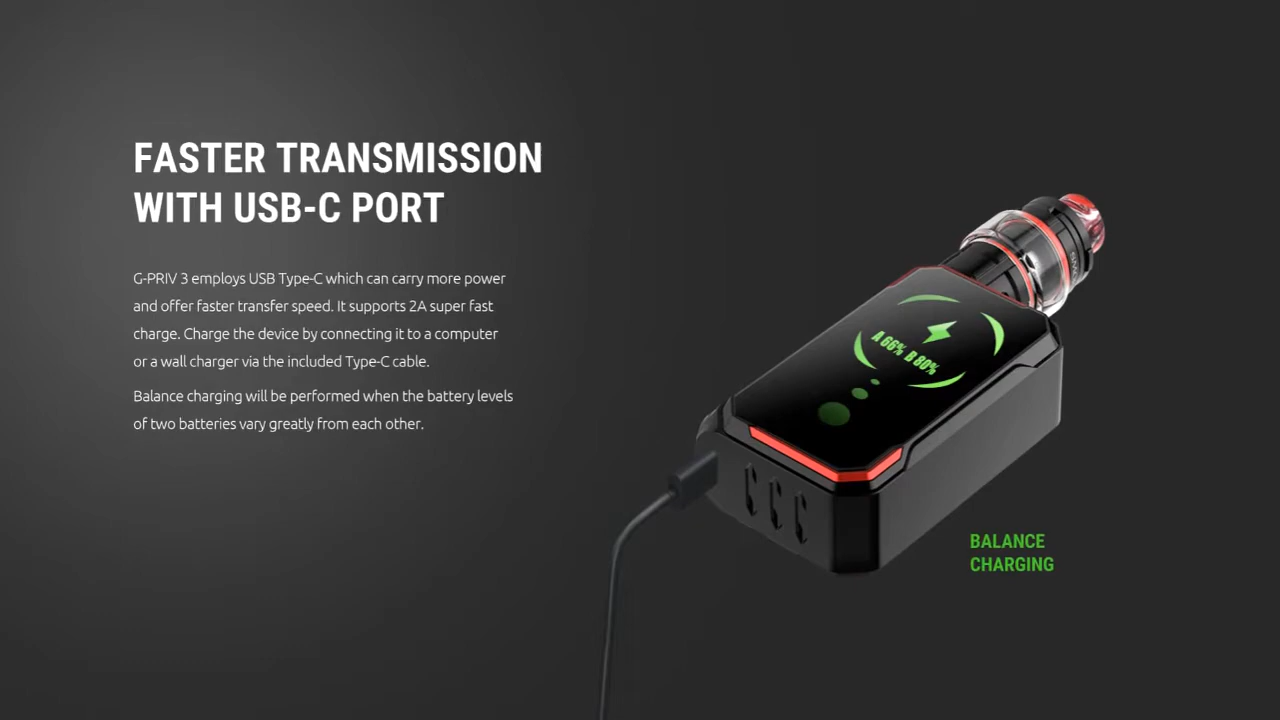 FASTER TRANSMISSION
WITH USB-C PORT
G-PRIV 3 employs USB Type-C which can carry more power
and offer faster transfer speed. It supports 2A super fast
charge. Charge the device by connecting it to a computer
or a wall charger via the included Type-C cable.
Balance charging will be performed when the battery levels
of two batteries vary greatly from each other.
A 66% B 80%
BALANCE
CHARGING